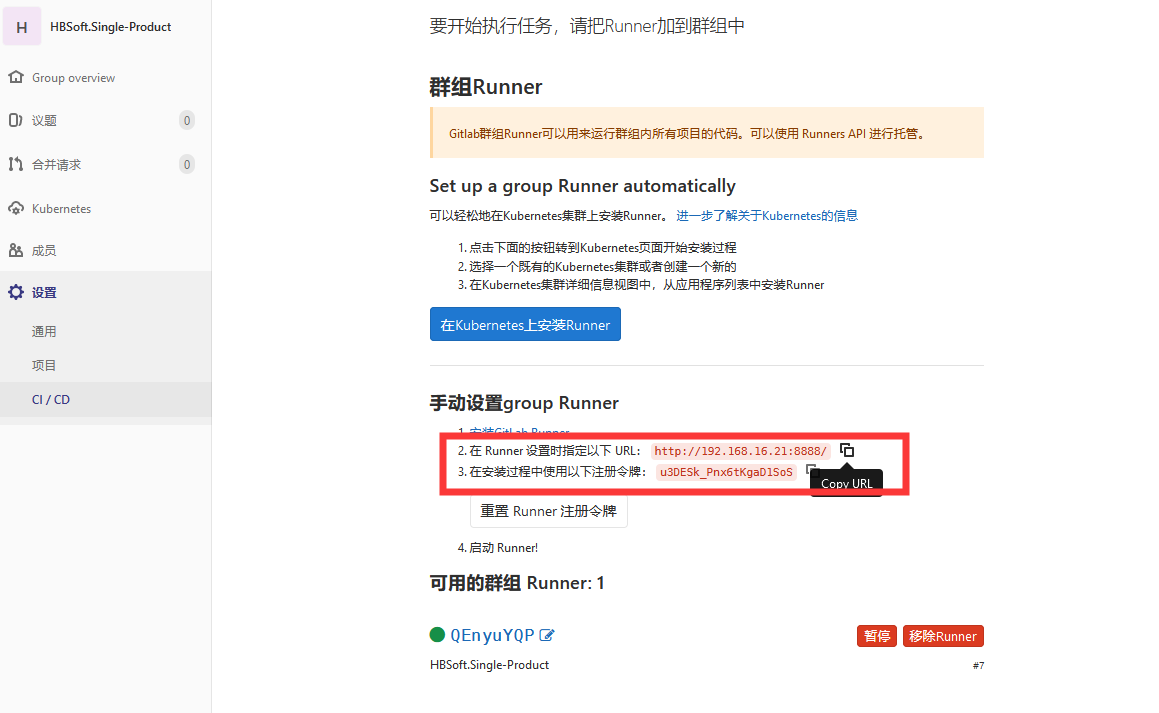 H HBSoft.Single-Product
Group overview
议题 0
合并请求 0
Kubernetes
成员
设置
通用
项目
CI / CD
要开始执行任务，请把Runner加到群组中
群组Runner
Gitlab群组Runner可以用来运行群组内所有项目的代码。可以使用 Runners API 进行托管。
Set up a group Runner automatically
可以轻松地在Kubernetes集群上安装Runner。 进一步了解关于Kubernetes的信息
1. 点击下面的按钮转到Kubernetes页面开始安装过程
2. 选择一个既有的Kubernetes集群或者创建一个新的
3. 在Kubernetes集群详细信息视图中，从应用程序列表中安装Runner
在Kubernetes上安装Runner
手动设置group Runner
1. 安装GitLab Runner
2. 在 Runner 设置时指定以下 URL： http://192.168.16.21:8888/
3. 在安装过程中使用以下注册令牌： u3DESk_Pnx6tKgaD1SoS
Copy URL
重置 Runner 注册令牌
4. 启动 Runner!
可用的群组 Runner: 1
QEnyuYQP 暂停 移除Runner
HBSoft.Single-Product #7